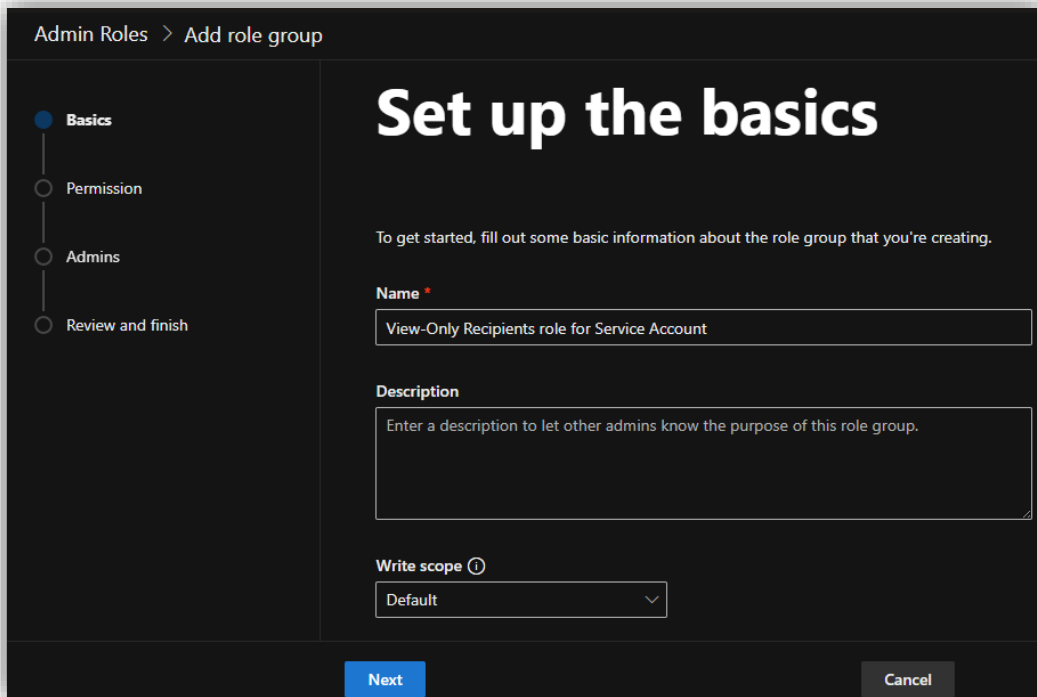 Admin Roles > Add role group
Basics
Permission
Admins
Review and finish
Set up the basics
To get started, fill out some basic information about the role group that you're creating.
Name *
View-Only Recipients role for Service Account
Description
Enter a description to let other admins know the purpose of this role group.
Write scope
Default
Next
Cancel